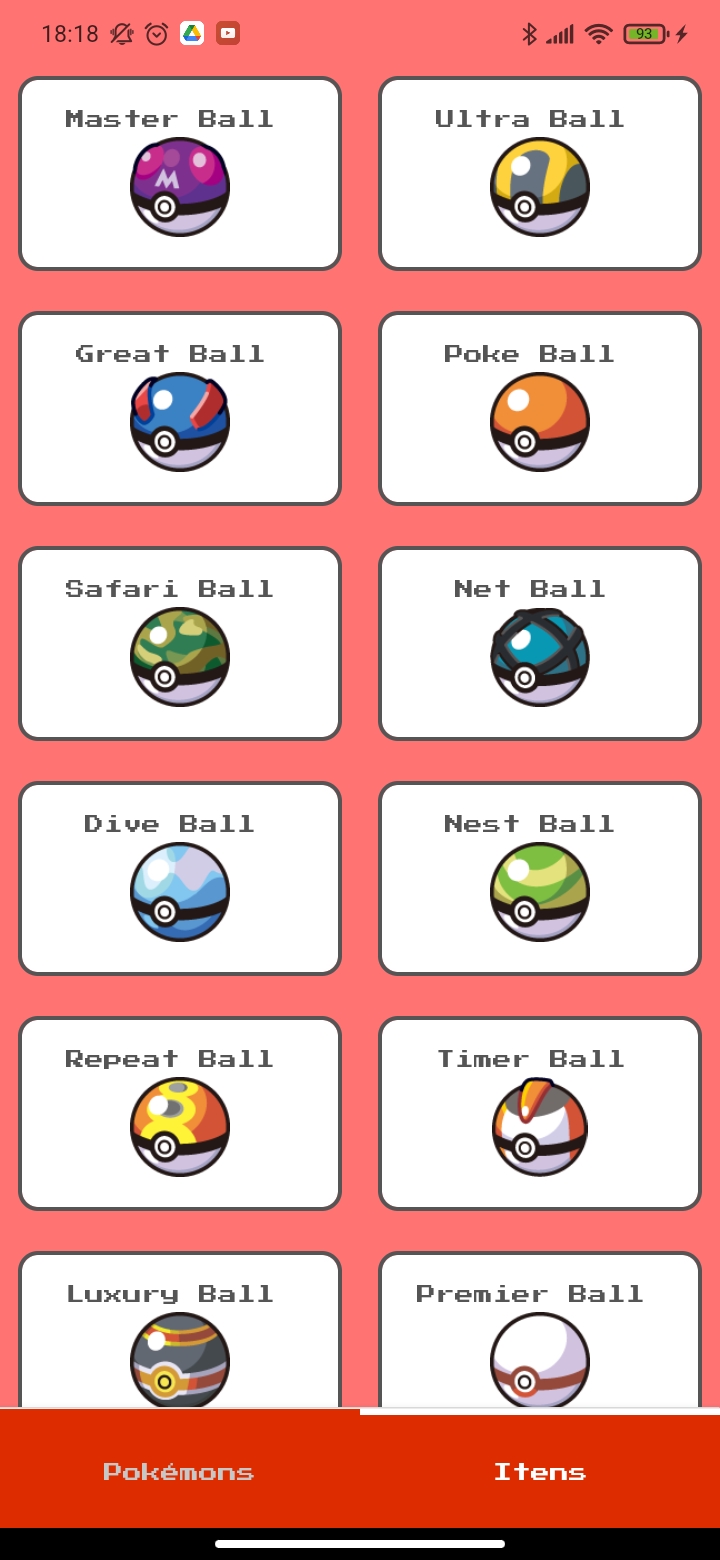 18:18
93
Master Ball
Ultra Ball
M
Great Ball
Poke Ball
Safari Ball
Net Ball
Dive Ball
Nest Ball
Repeat Ball
Timer Ball
Luxury Ball
Premier Ball
Pokémons
Itens